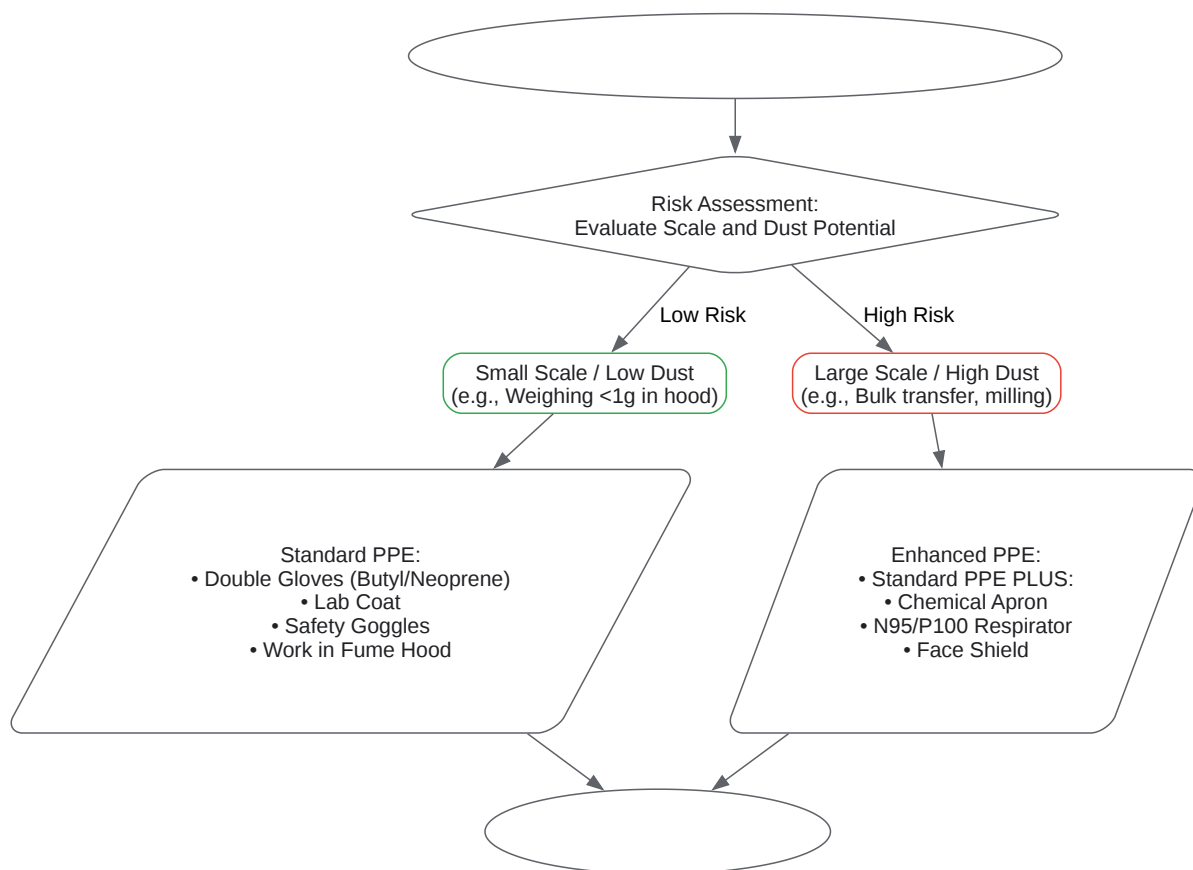 Risk Assessment:
Evaluate Scale and Dust Potential
Low Risk
High Risk
Small Scale / Low Dust
(e.g., Weighing <1g in hood)
Large Scale / High Dust
(e.g., Bulk transfer, milling)
Standard PPE:
• Double Gloves (Butyl/Neoprene)
• Lab Coat
• Safety Goggles
• Work in Fume Hood
Enhanced PPE:
• Standard PPE PLUS:
• Chemical Apron
• N95/P100 Respirator
• Face Shield